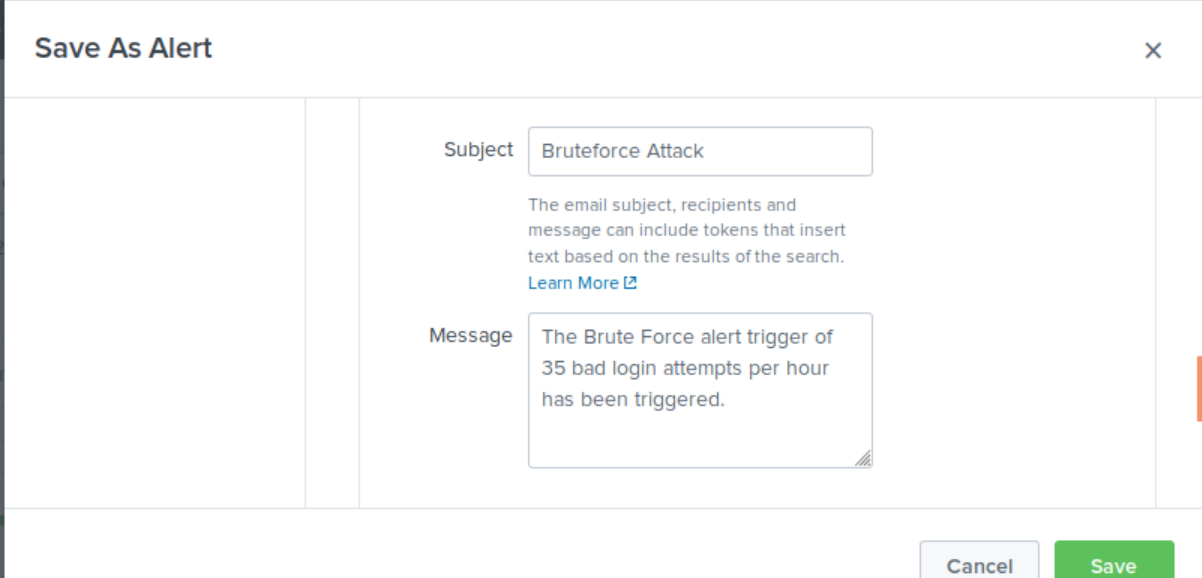 Save As Alert
Subject
Bruteforce Attack
The email subject, recipients and
message can include tokens that insert
text based on the results of the search.
Learn More
Message
The Brute Force alert trigger of
35 bad login attempts per hour
has been triggered.
Cancel
Save